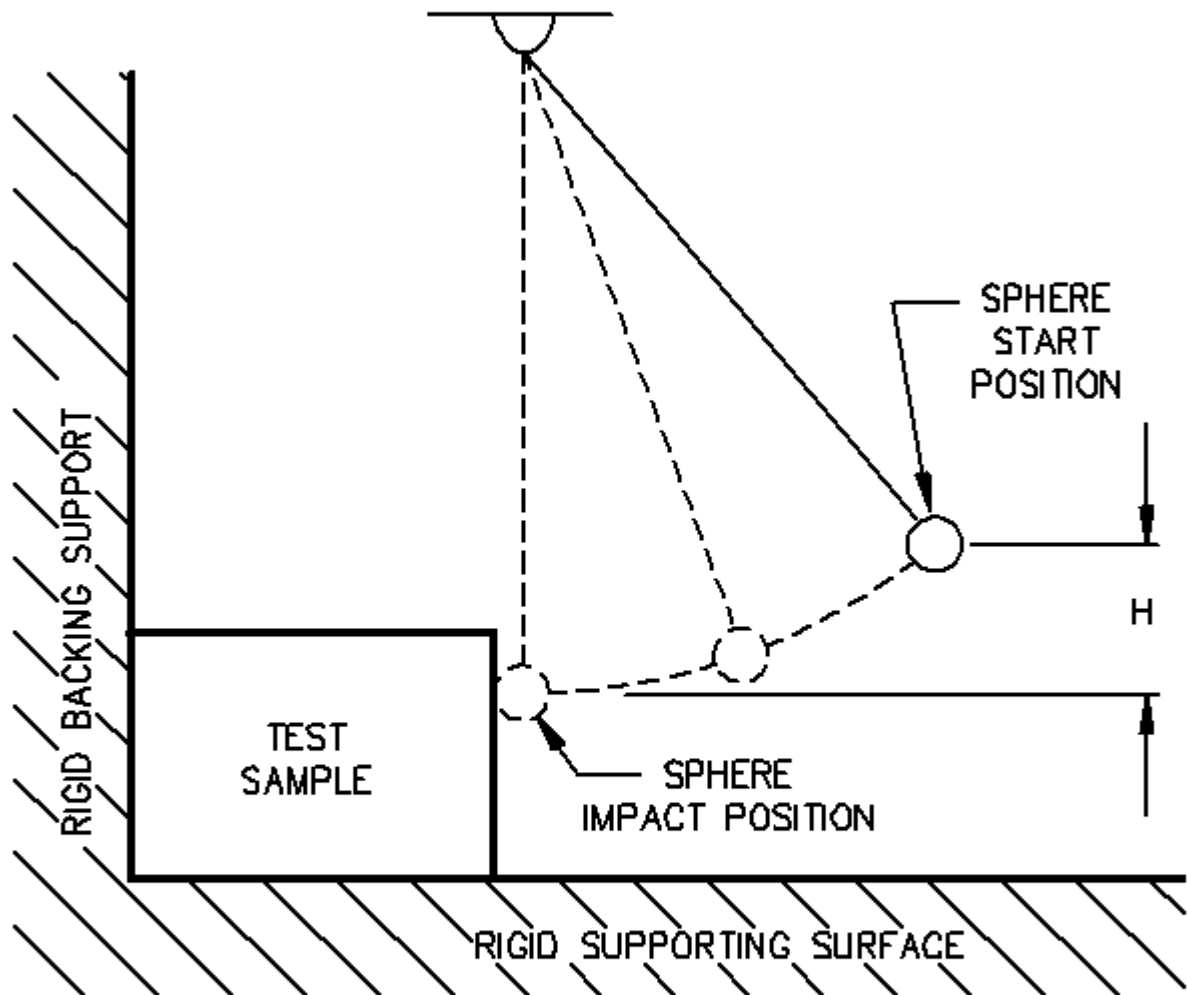 SPHERE
START
POSITION
RIGID BACKING SUPPORT
H
TEST
SAMPLE
SPHERE
IMPACT POSITION
RIGID SUPPORTING SURFACE